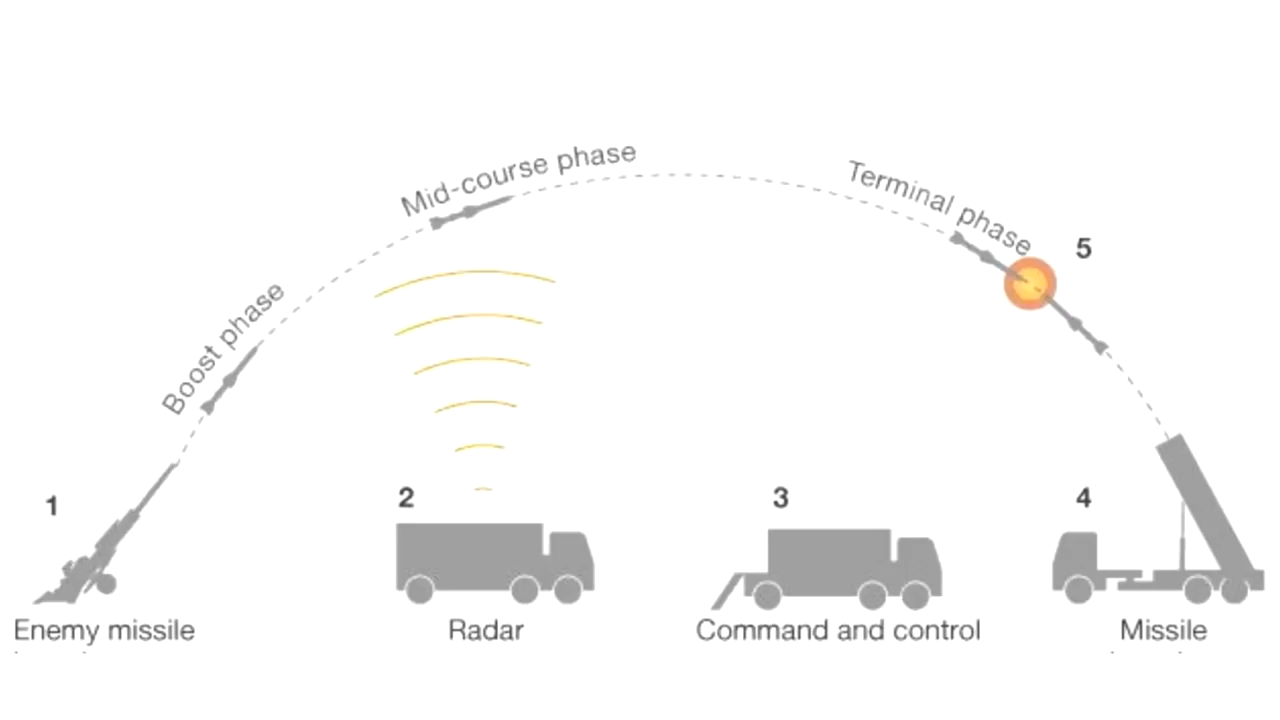 Mid-course phase
Terminal phase
Boost phase
5
1
2
3
4
Enemy missile
Radar
Command and control
Missile